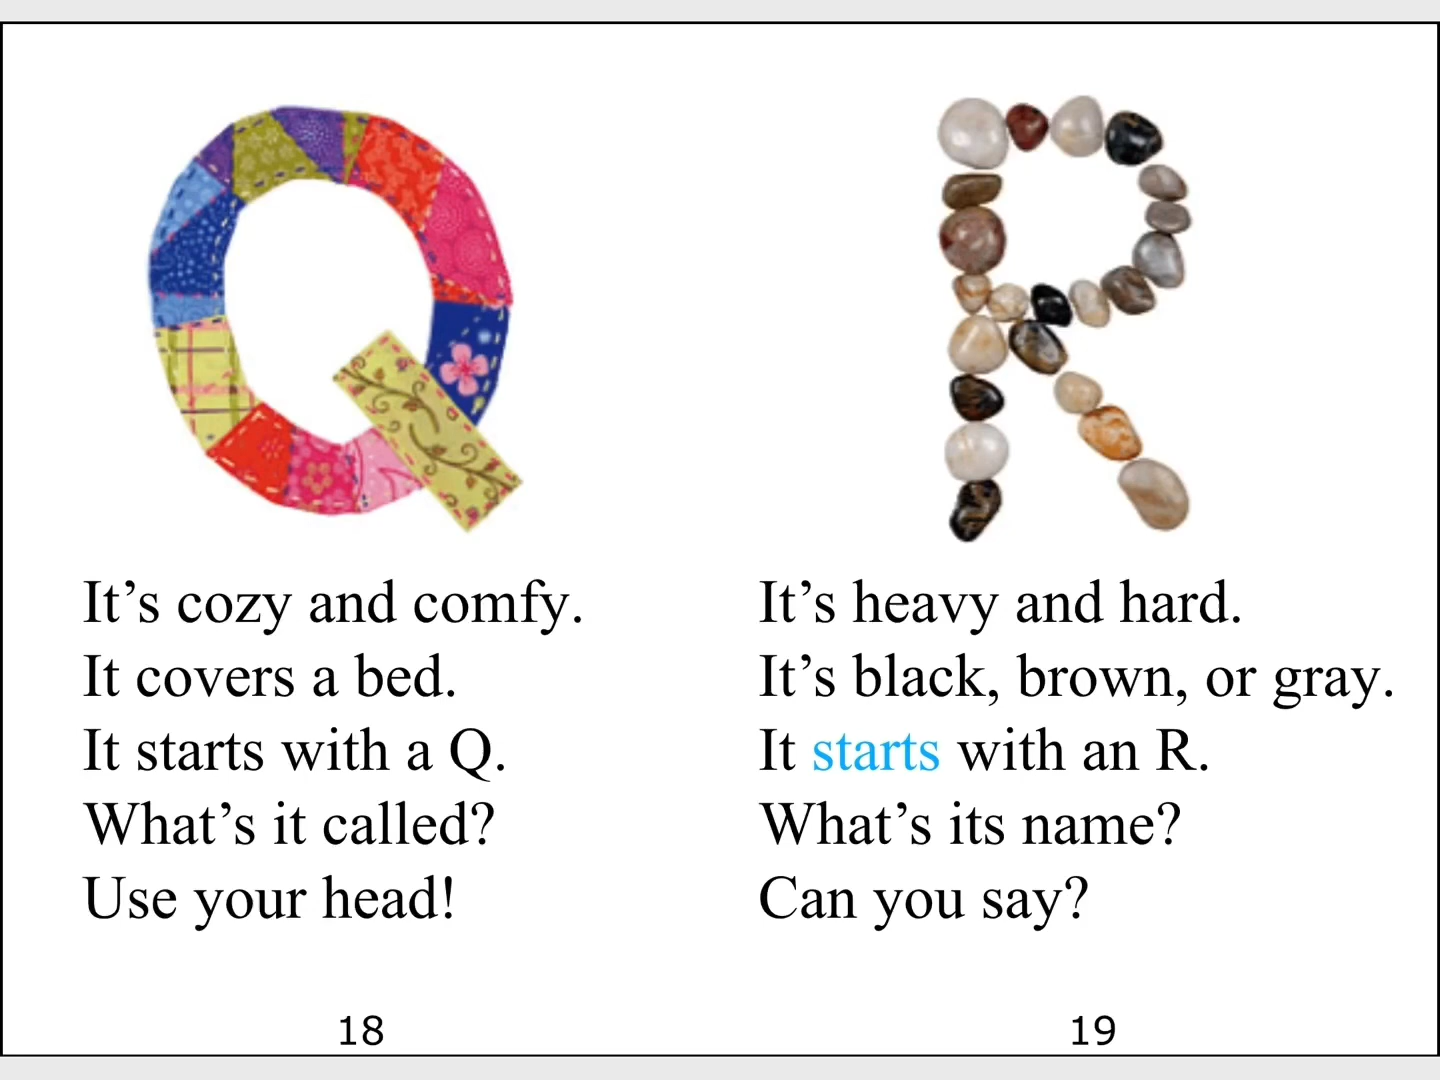 It’s cozy and comfy.
It covers a bed.
It starts with a Q.
What’s it called?
Use your head!
18
It’s heavy and hard.
It’s black, brown, or gray.
It starts with an R.
What’s its name?
Can you say?
19